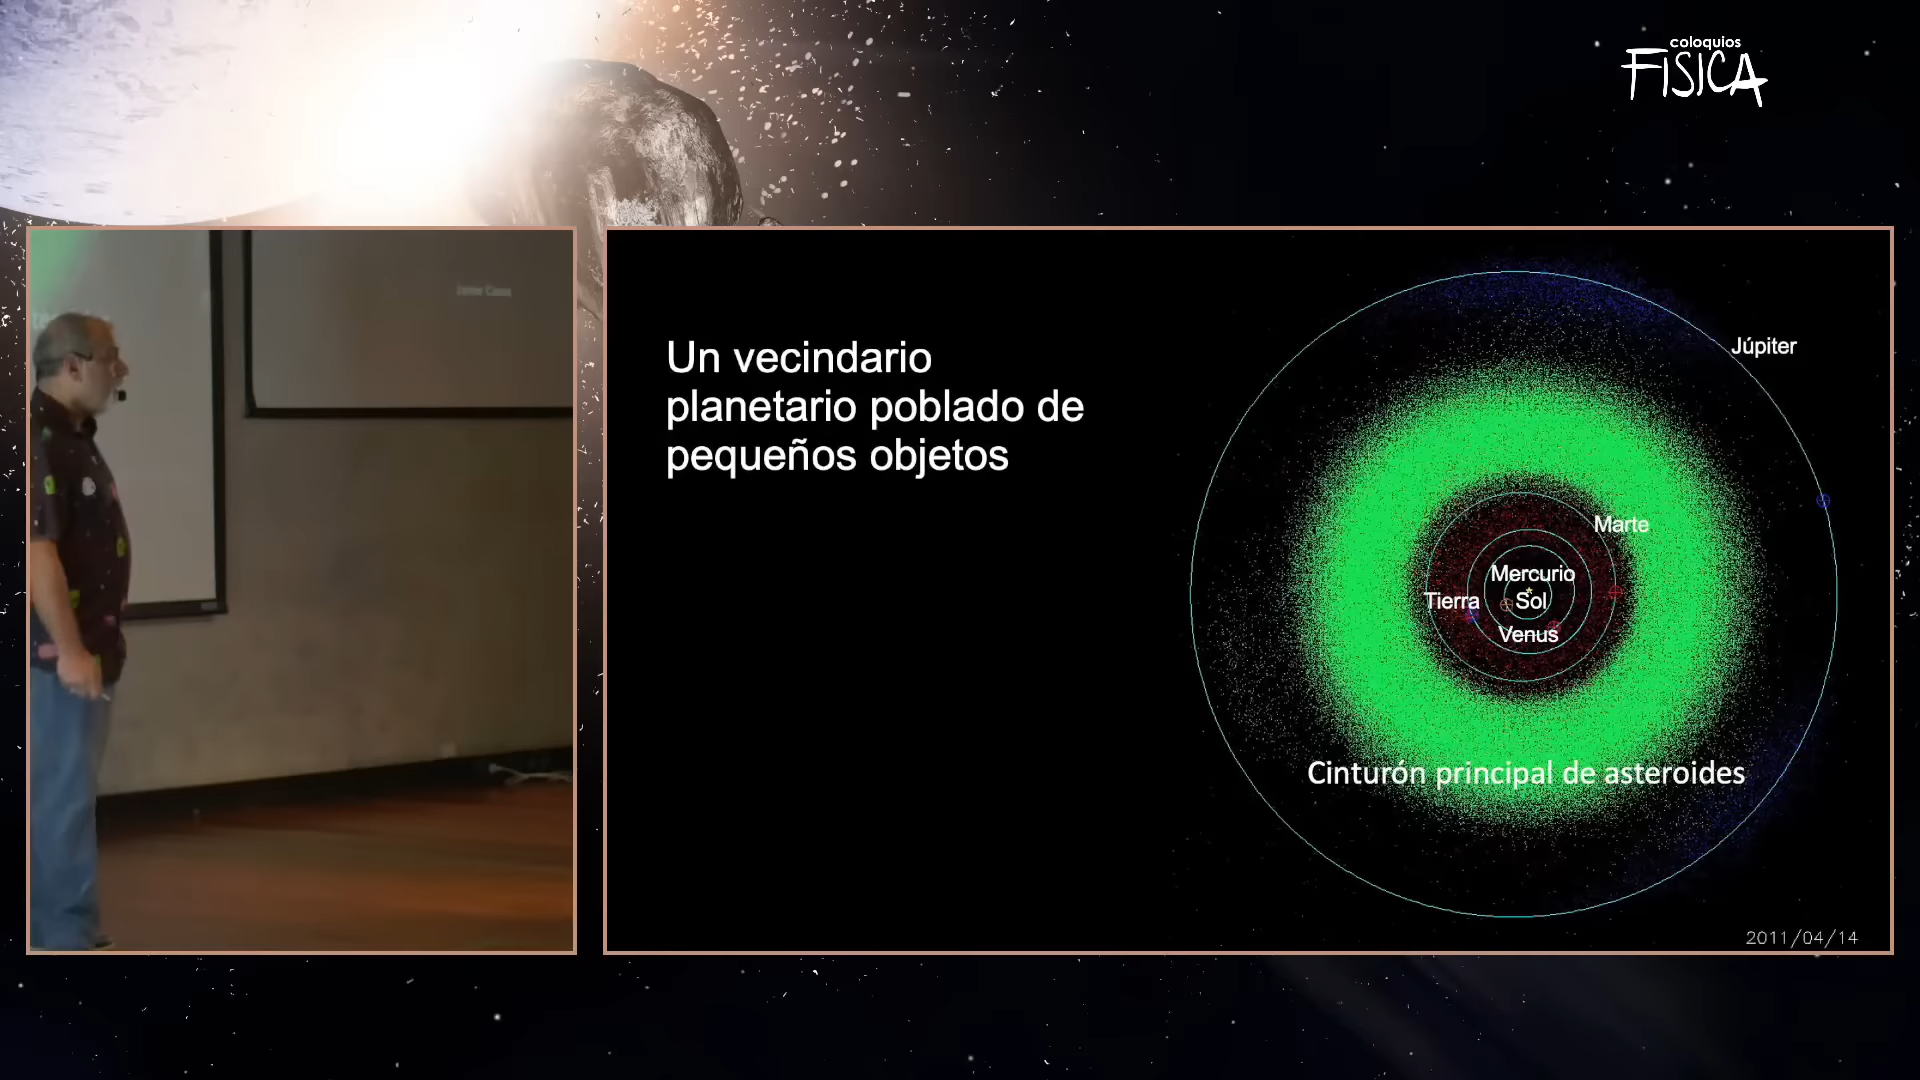 coloquios
FISICA
Un vecindario
planetario poblado de
pequeños objetos
Júpiter
Marte
Mercurio
Tierra
Sol
Venus
Cinturón principal de asteroides
2011/04/14